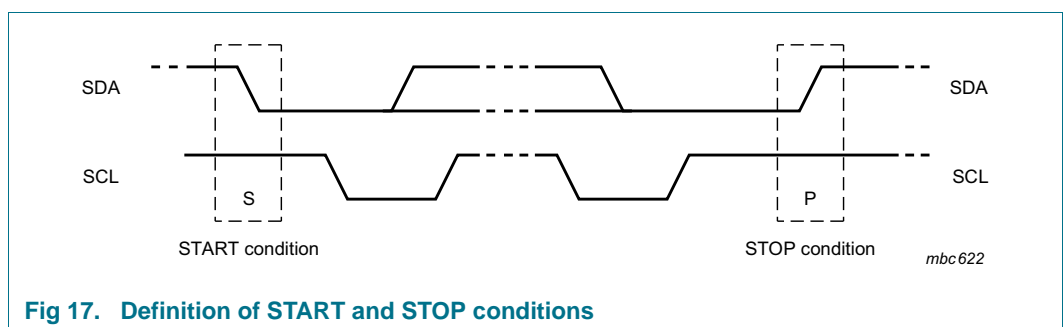 SDA
SDA
SCL
SCL
S
P
START condition
STOP condition
mbc622
Fig 17. Definition of START and STOP conditions